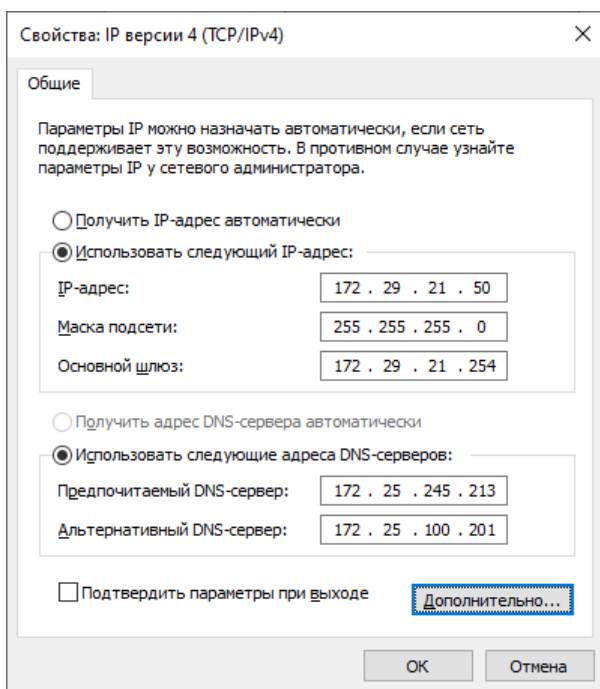 Свойства: IP версии 4 (TCP/IPv4)
Общие
Параметры IP можно назначать автоматически, если сеть
поддерживает эту возможность. В противном случае узнайте
параметры IP у сетевого администратора.
Получить IP-адрес автоматически
Использовать следующий IP-адрес:
IP-адрес: 172 . 29 . 21 . 50
Маска подсети: 255 . 255 . 255 . 0
Основной шлюз: 172 . 29 . 21 . 254
Получить адрес DNS-сервера автоматически
Использовать следующие адреса DNS-серверов:
Предпочитаемый DNS-сервер: 172 . 25 . 245 . 213
Альтернативный DNS-сервер: 172 . 25 . 100 . 201
Подтвердить параметры при выходе Дополнительно...
ОК Отмена